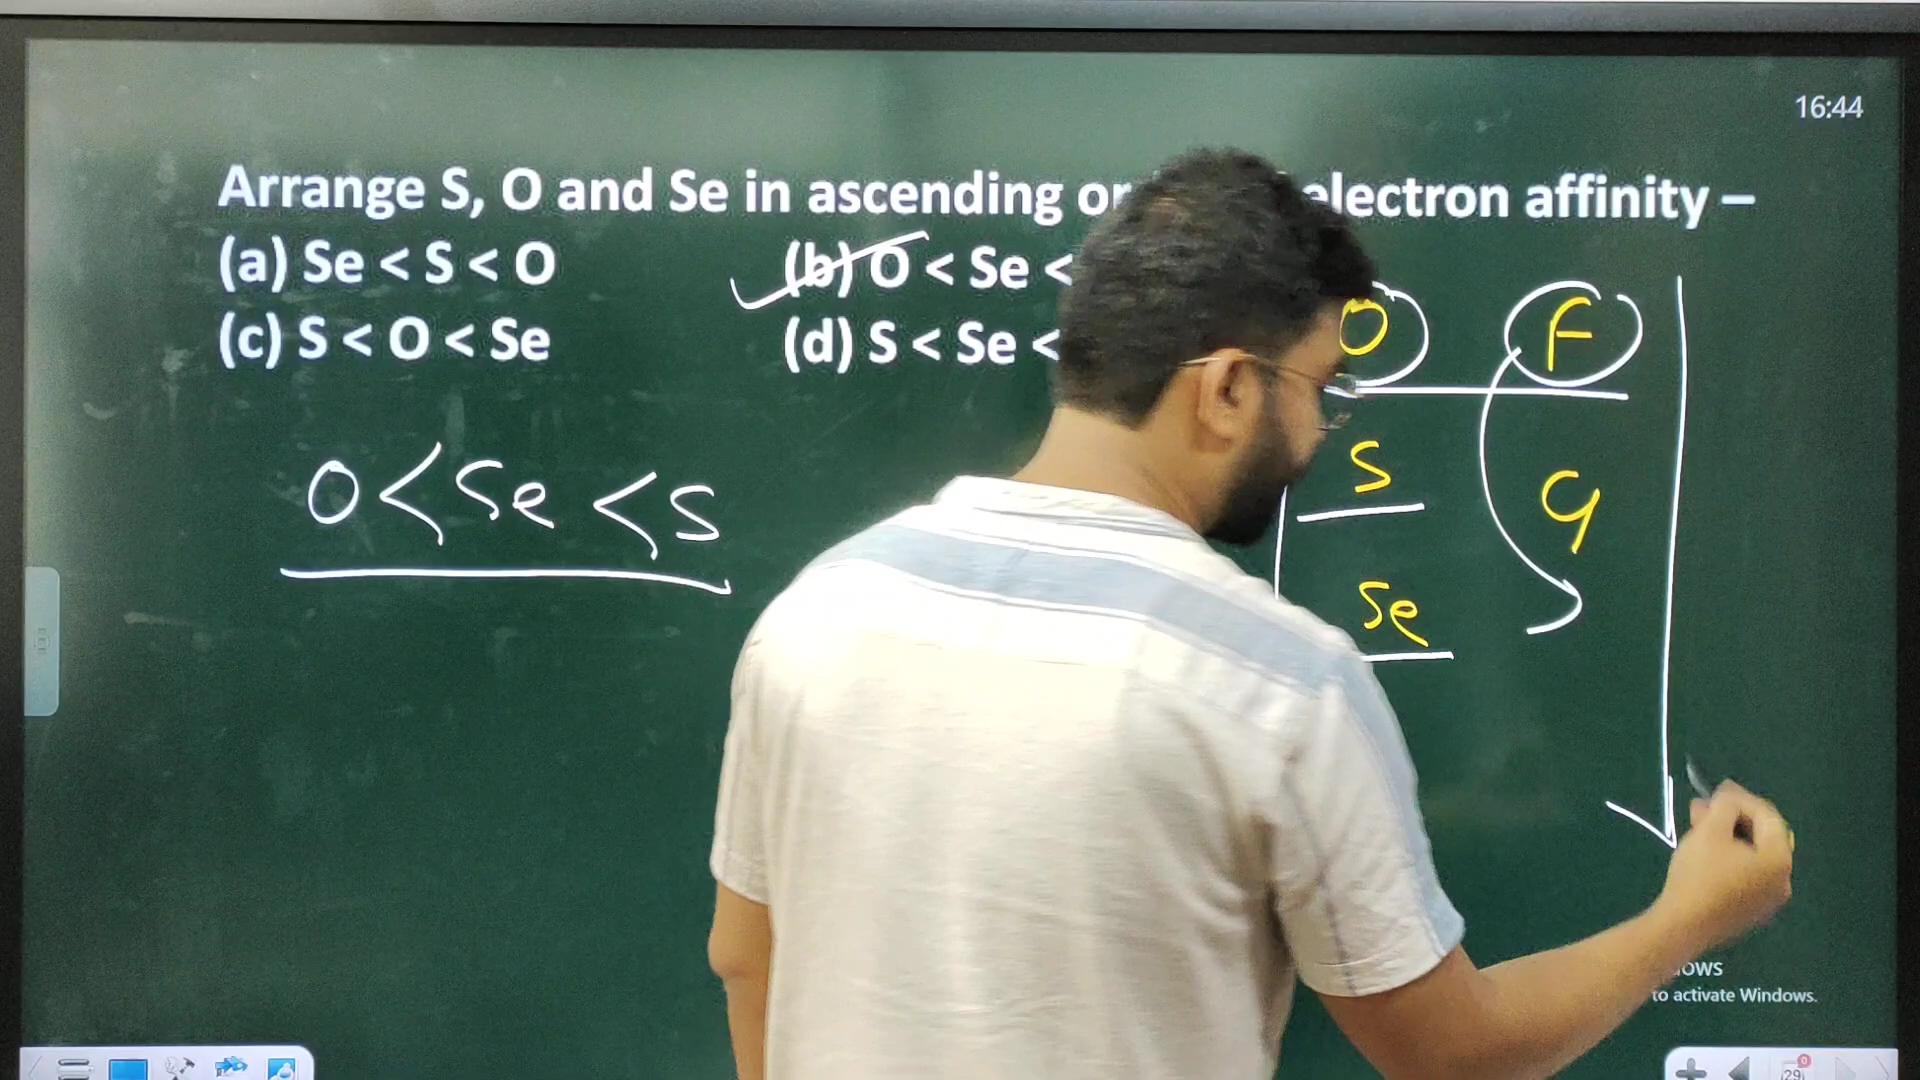 16:44
Arrange S, O and Se in ascending or electron affinity –
(a) Se < S < O (b) O < Se <
(c) S < O < Se (d) S < Se <
O F
O < Se < S
S Cl
Se
to activate Windows.
29